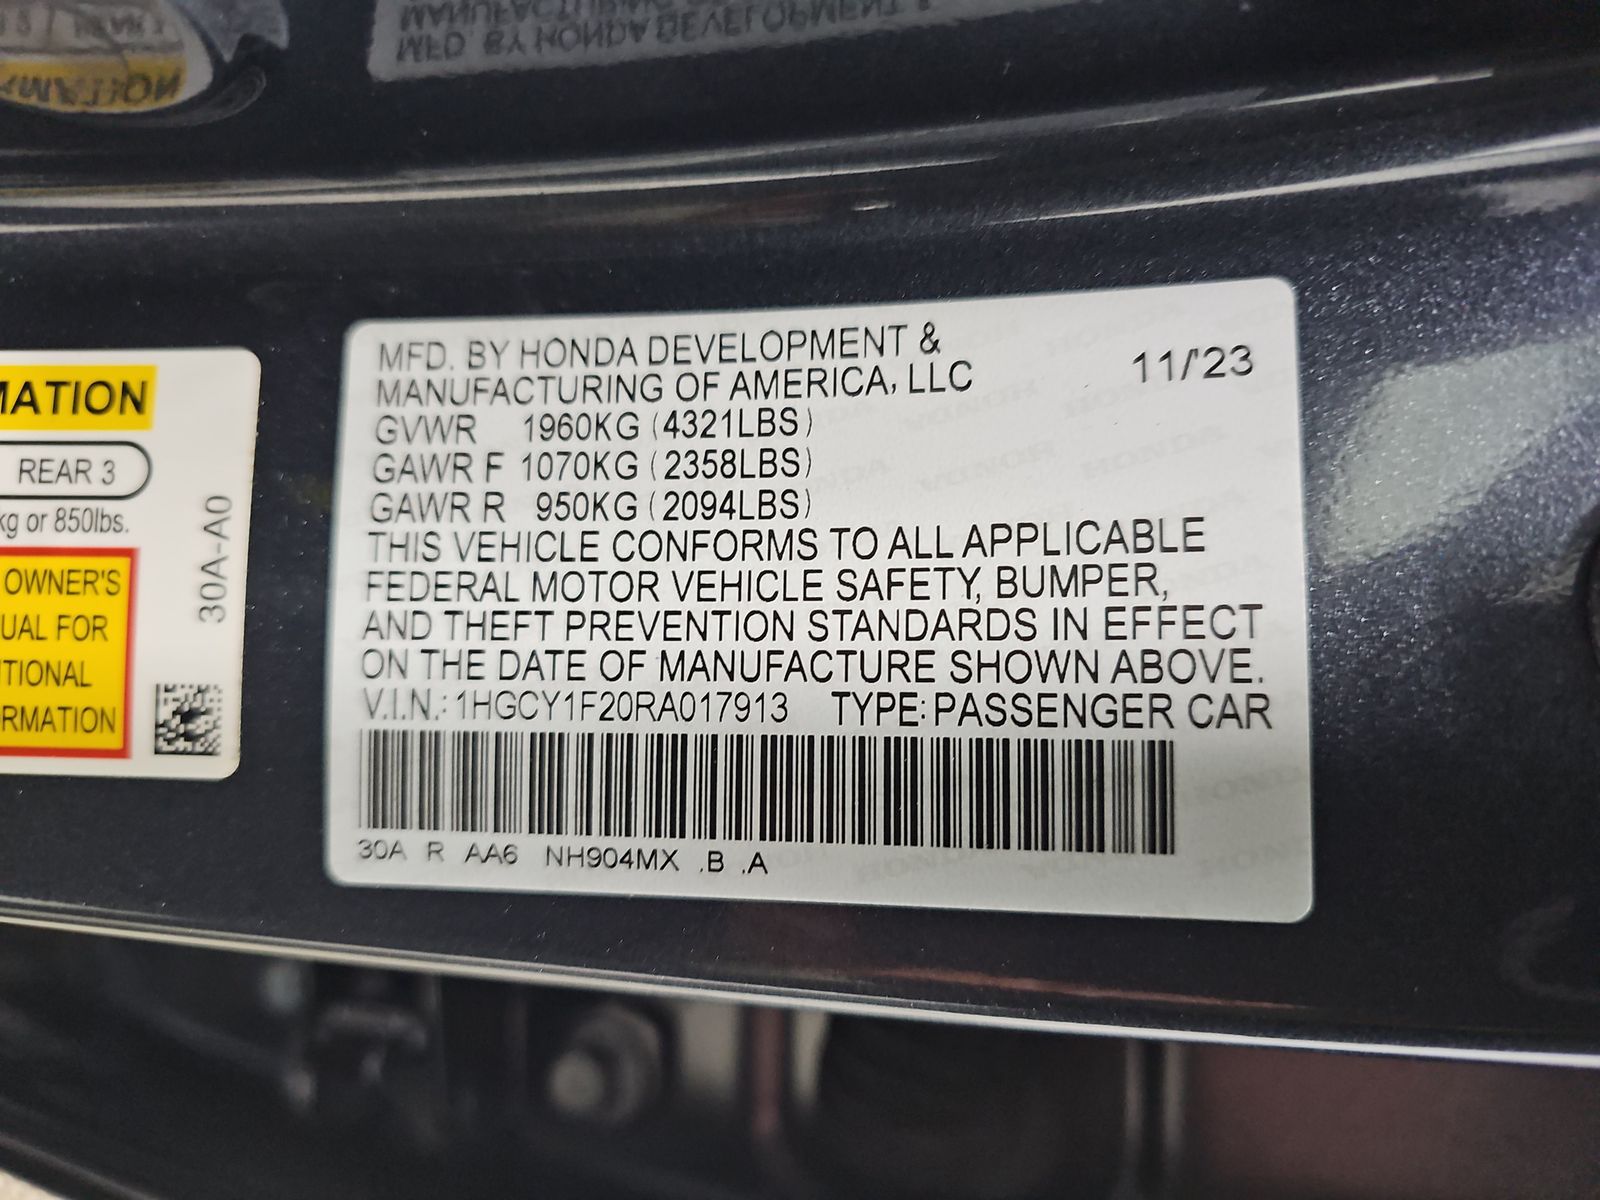 MATION
REAR 3
kg or 850lbs.
OWNER'S
UAL FOR
TIONAL
RMATION
30A-A0
MFD. BY HONDA DEVELOPMENT &
MANUFACTURING OF AMERICA, LLC
11/'23
GVWR 1960KG (4321LBS)
GAWR F 1070KG (2358LBS)
GAWR R 950KG (2094LBS)
THIS VEHICLE CONFORMS TO ALL APPLICABLE
FEDERAL MOTOR VEHICLE SAFETY, BUMPER,
AND THEFT PREVENTION STANDARDS IN EFFECT
ON THE DATE OF MANUFACTURE SHOWN ABOVE.
V.I.N.: 1HGCY1F20RA017913 TYPE: PASSENGER CAR
30A R AA6 NH904MX .B .A